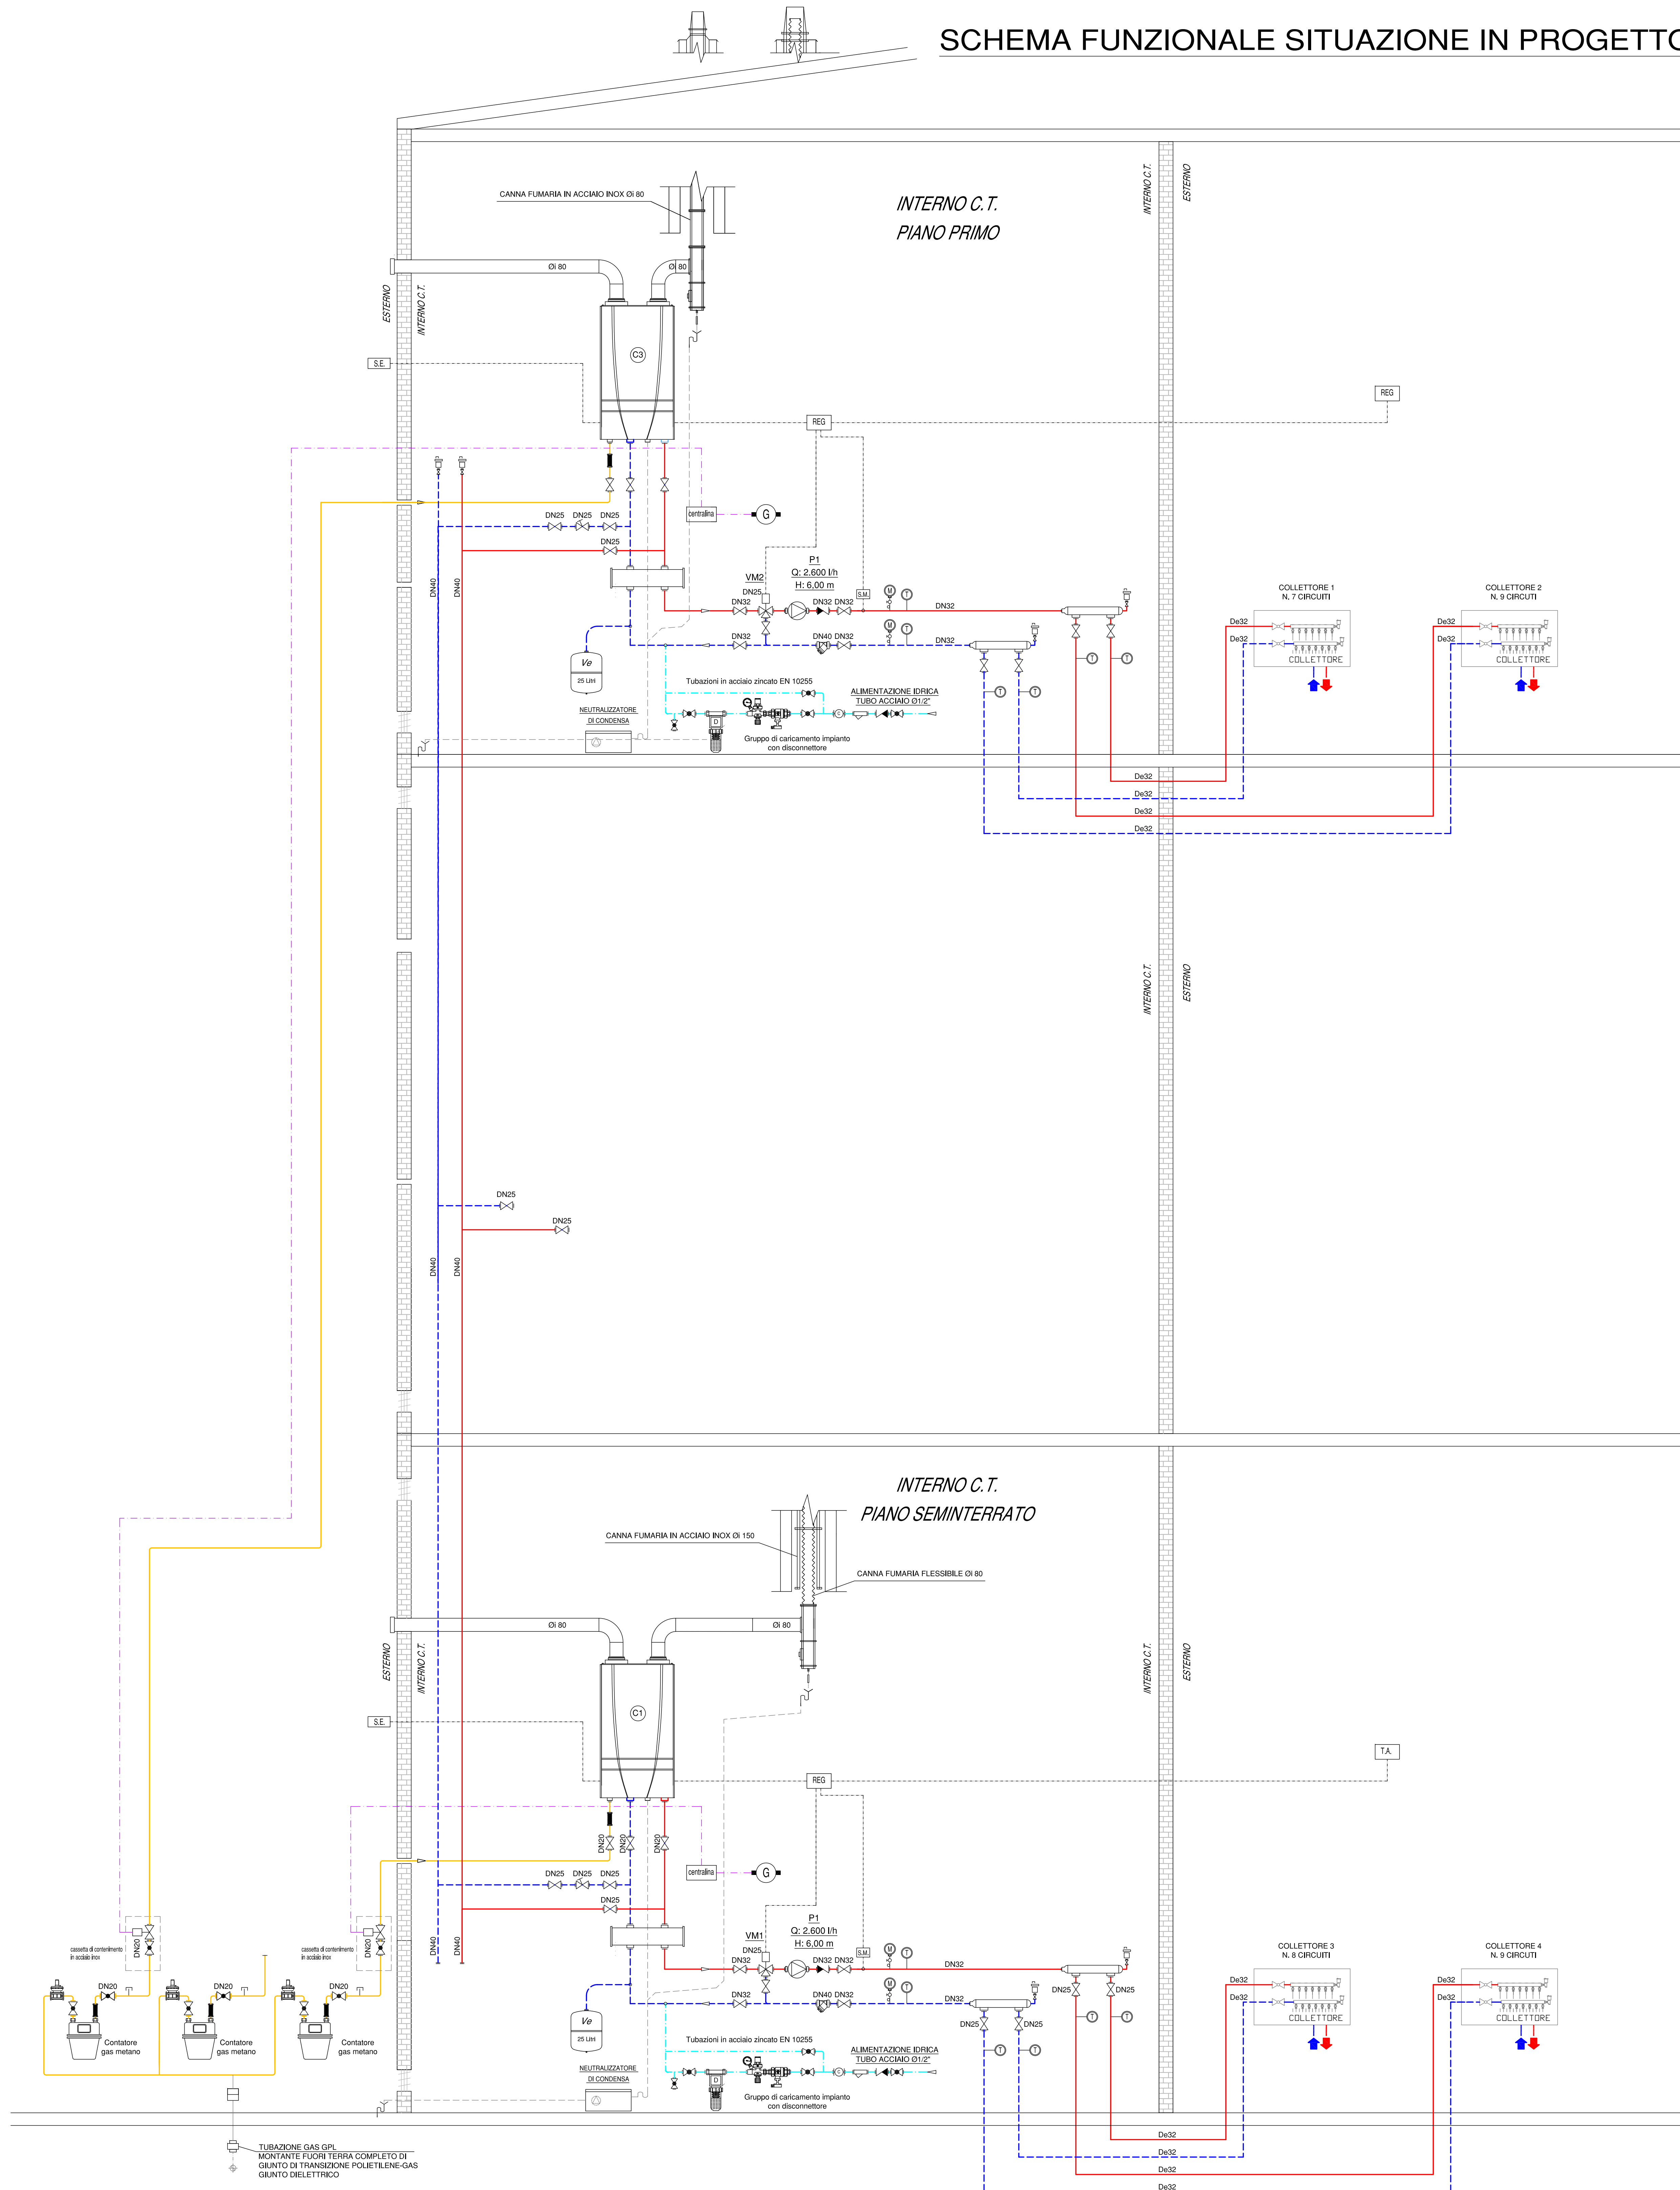 SCHEMA FUNZIONALE SITUAZIONE IN PROGETTO
CANNA FUMARIA IN ACCIAIO INOX Øi 80
INTERNO C.T.
PIANO PRIMO
INTERNO C.T.
ESTERNO
Øi 80
Øi 80
ESTERNO
INTERNO C.T.
C3
S.E.
REG
REG
DN25
DN25
DN25
DN25
centralina
G
DN40
DN40
VM2
DN25
DN32
P1
Q: 2.600 l/h
H: 6,00 m
DN32
DN32
S.M.
M
T
DN32
DN32
DN40
DN32
M
T
DN32
T
T
T
T
COLLETTORE 1
N. 7 CIRCUITI
De32
De32
COLLETTORE
COLLETTORE 2
N. 9 CIRCUITI
De32
De32
COLLETTORE
Ve
25 Litri
Tubazioni in acciaio zincato EN 10255
ALIMENTAZIONE IDRICA
TUBO ACCIAIO Ø1/2"
NEUTRALIZZATORE
DI CONDENSA
D
C
Gruppo di caricamento impianto
con disconnettore
De32
De32
De32
De32
INTERNO C.T.
ESTERNO
DN25
DN25
DN40
DN40
INTERNO C.T.
PIANO SEMINTERRATO
CANNA FUMARIA IN ACCIAIO INOX Øi 150
CANNA FUMARIA FLESSIBILE Øi 80
Øi 80
Øi 80
ESTERNO
INTERNO C.T.
INTERNO C.T.
ESTERNO
C1
S.E.
REG
T.A.
DN20
DN20
DN20
DN25
DN25
DN25
DN25
centralina
G
DN40
DN40
VM1
DN25
DN32
P1
Q: 2.600 l/h
H: 6,00 m
DN32
DN32
S.M.
M
T
DN32
DN32
DN40
DN32
M
T
DN32
DN25
DN25
T
T
DN25
DN25
T
T
COLLETTORE 3
N. 8 CIRCUITI
De32
De32
COLLETTORE
COLLETTORE 4
N. 9 CIRCUITI
De32
De32
COLLETTORE
cassetta di contenimento
in acciaio inox
DN20
cassetta di contenimento
in acciaio inox
DN20
DN20
DN20
DN20
Contatore
gas metano
Contatore
gas metano
Contatore
gas metano
Ve
25 Litri
Tubazioni in acciaio zincato EN 10255
ALIMENTAZIONE IDRICA
TUBO ACCIAIO Ø1/2"
NEUTRALIZZATORE
DI CONDENSA
D
C
Gruppo di caricamento impianto
con disconnettore
De32
De32
De32
De32
TUBAZIONE GAS GPL
MONTANTE FUORI TERRA COMPLETO DI
GIUNTO DI TRANSIZIONE POLIETILENE-GAS
GIUNTO DIELETTRICO